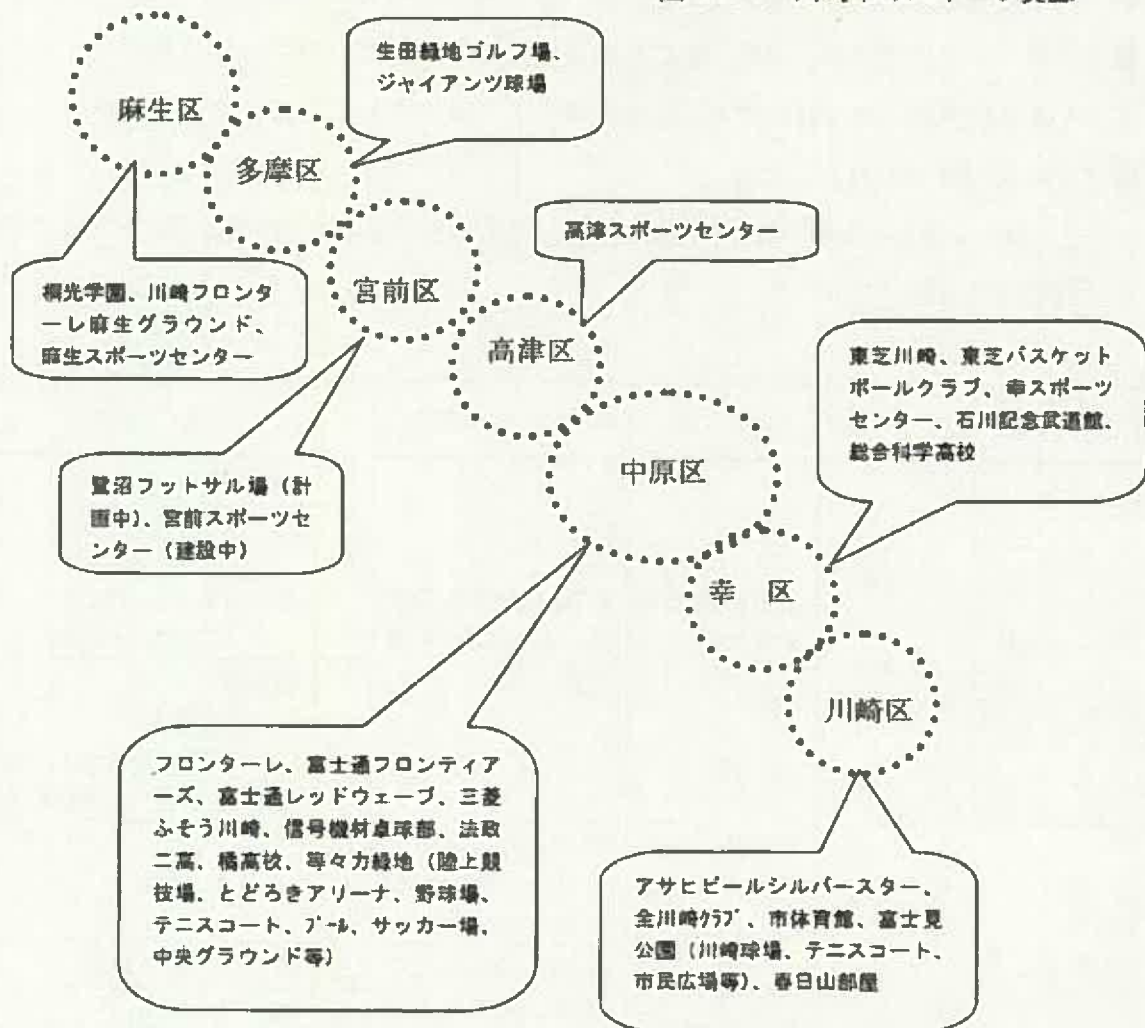 生田緑地ゴルフ場、
ジャイアンツ球場
麻生区
多摩区
高津スポーツセンター
宮前区
桐光学園、川崎フロンタ
ーレ麻生グラウンド、
麻生スポーツセンター
高津区
東芝川崎、東芝バスケット
ボールクラブ、幸スポーツ
センター、石川記念武道館、
総合科学高校
中原区
鷺沼フットサル場（計
画中）、宮前スポーツセ
ンター（建設中）
幸 区
川崎区
フロンターレ、富士通フロンティア
ーズ、富士通レッドウェーブ、三菱
ふそう川崎、信号機材卓球部、法政
二高、橘高校、等々力緑地（陸上競
技場、とどろきアリーナ、野球場、
テニスコート、プール、サッカー場、
中央グラウンド等）
アサヒビールシルバースター、
全川崎クラブ、市体育館、富士見
公園（川崎球場、テニスコート、
市民広場等）、春日山部屋